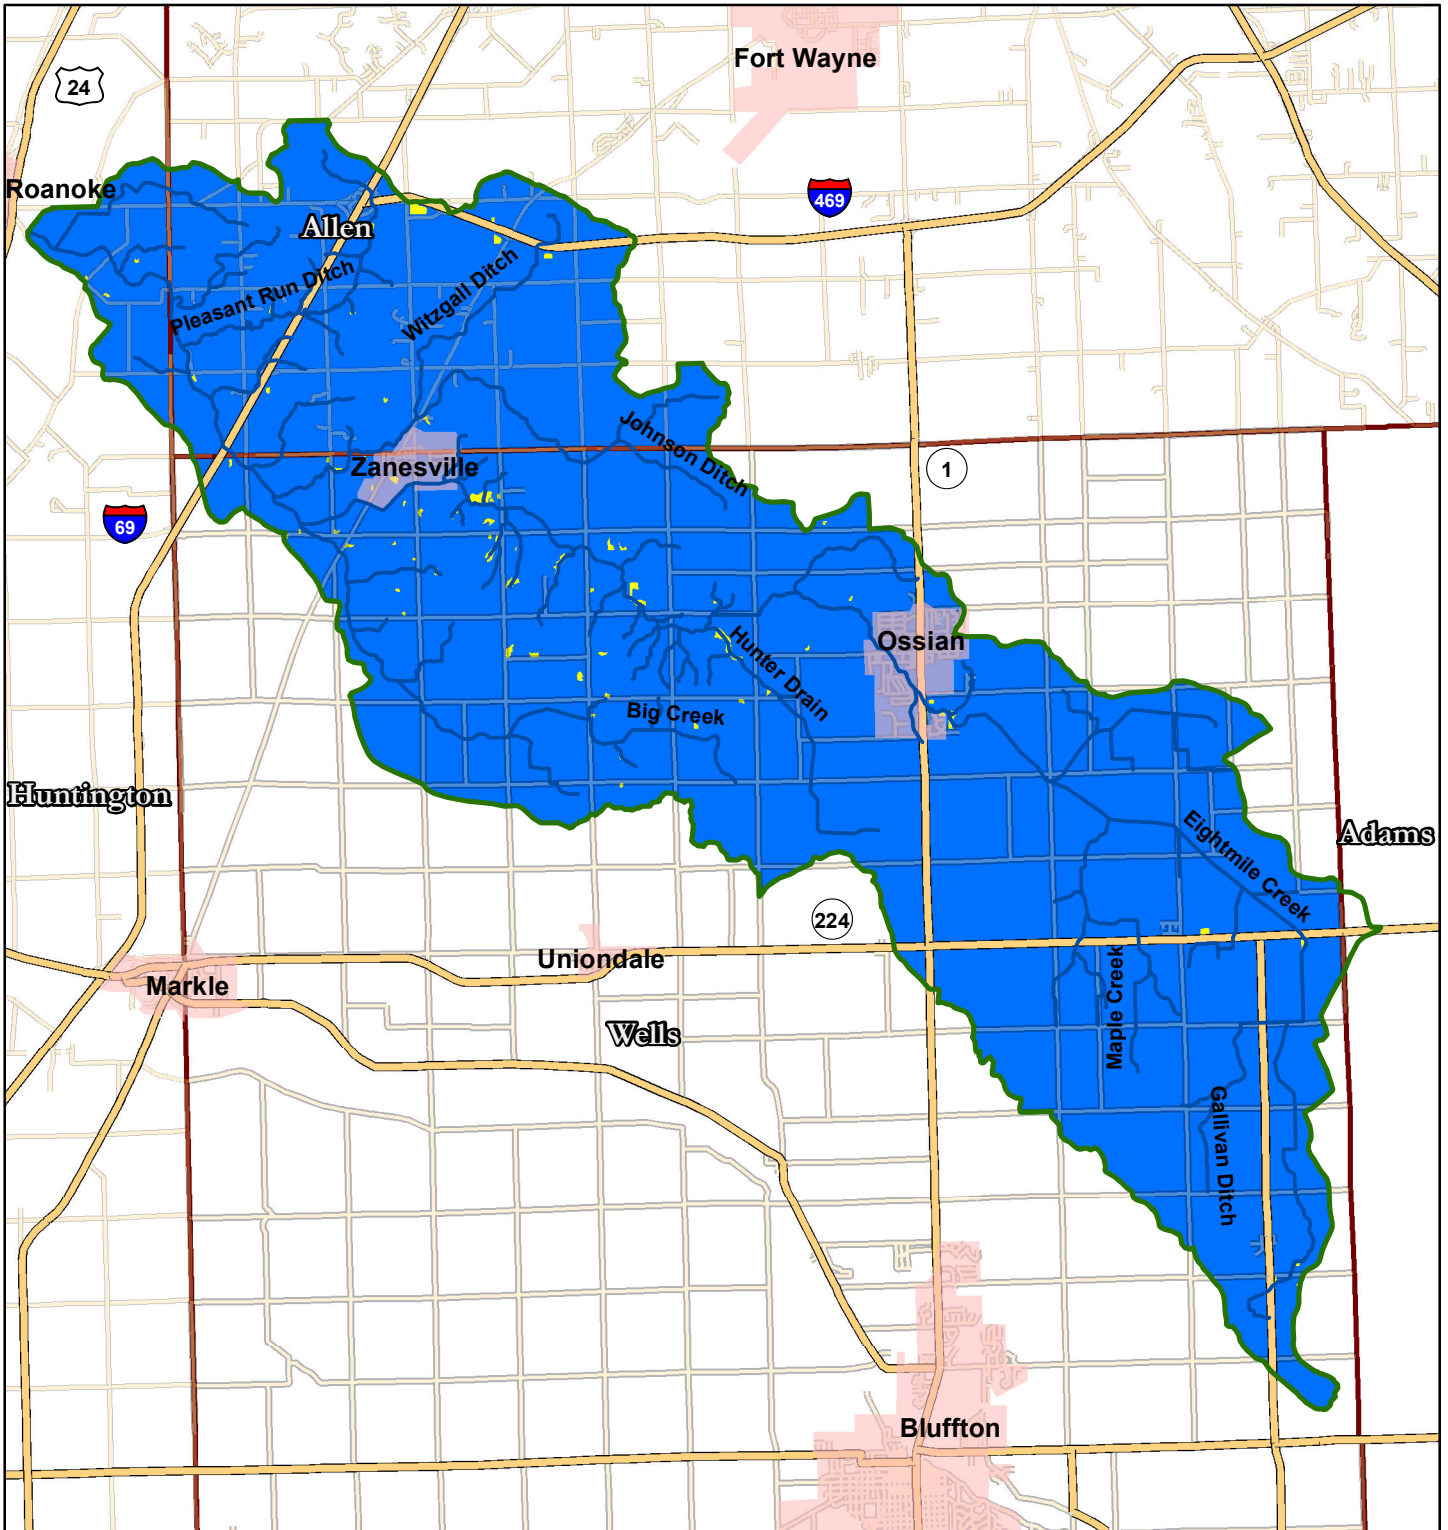 Fort Wayne
24
Roanoke
469
Allen
Pleasant Run Ditch
Witzgall Ditch
Johnson Ditch
Zanesville
1
69
Ossian
Hunter Drain
Big Creek
Huntington
Eightmile Creek
Adams
224
Uniondale
Markle
Maple Creek
Wells
Gallivan Ditch
Bluffton